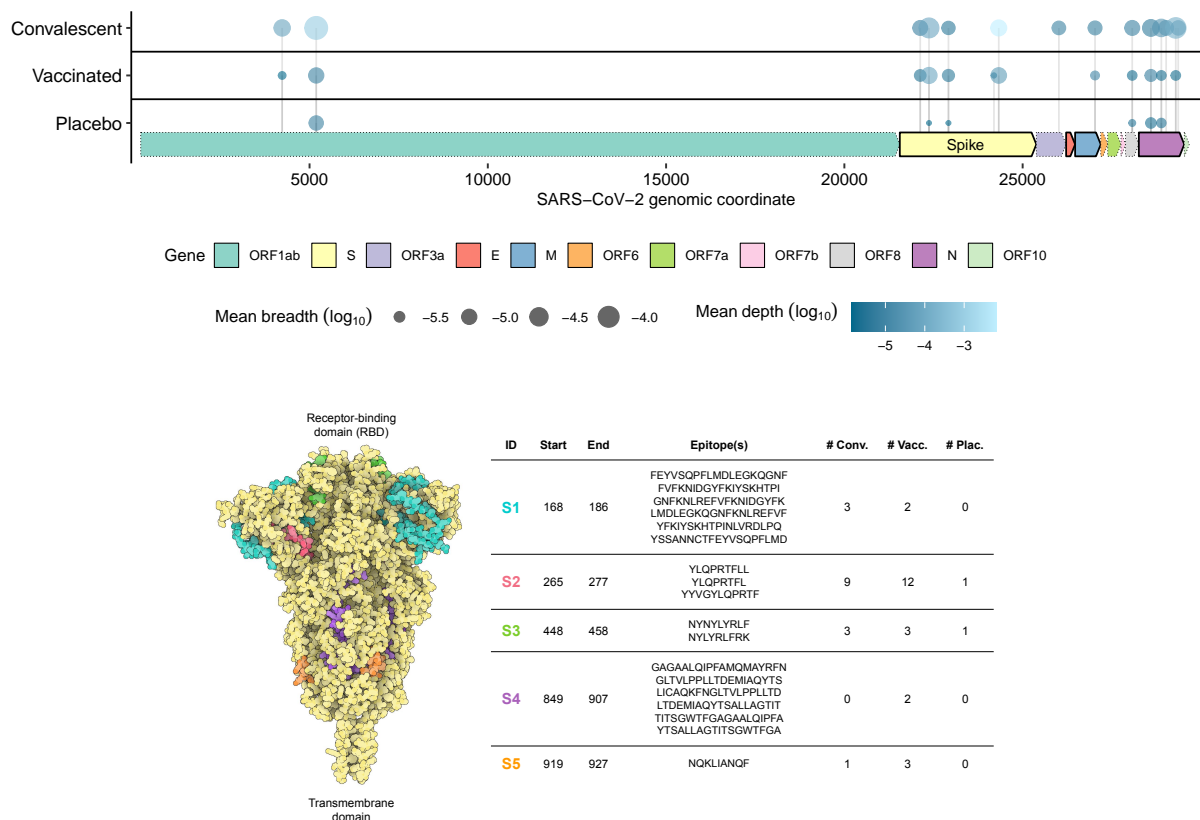 Convalescent
Vaccinated
Placebo
Spike
5000 10000 15000 20000 25000
SARS−CoV−2 genomic coordinate
Gene ORF1ab S ORF3a E M ORF6 ORF7a ORF7b ORF8 N ORF10
Mean breadth (log10) −5.5 −5.0 −4.5 −4.0 Mean depth (log10)
−5 −4 −3
Receptor-binding
domain (RBD)
ID Start End Epitope(s) # Conv. # Vacc. # Plac.
FEYVSQPFLMDLEGKQGNF
FVFKNIDGYFKIYSKHTPI
GNFKNLREFVFKNIDGYFK
S1 168 186 LMDLEGKQGNFKNLREFVF 3 2 0
YFKIYSKHTPINLVRDLPQ
YSSANNCTFEYVSQPFLMD
YLQPRTFLL
S2 265 277 YLQPRTFL 9 12 1
YYVGYLQPRTF
S3 448 458 NYNYLYRLF 3 3 1
NYLYRLFRK
GAGAALQIPFAMQMAYRFN
GLTVLPPLLTDEMIAQYTS
LICAQKFNGLTVLPPLLTD
S4 849 907 LTDEMIAQYTSALLAGTIT 0 2 0
TITSGWTFGAGAALQIPFA
YTSALLAGTITSGWTFGA
S5 919 927 NQKLIANQF 1 3 0
Transmembrane
domain